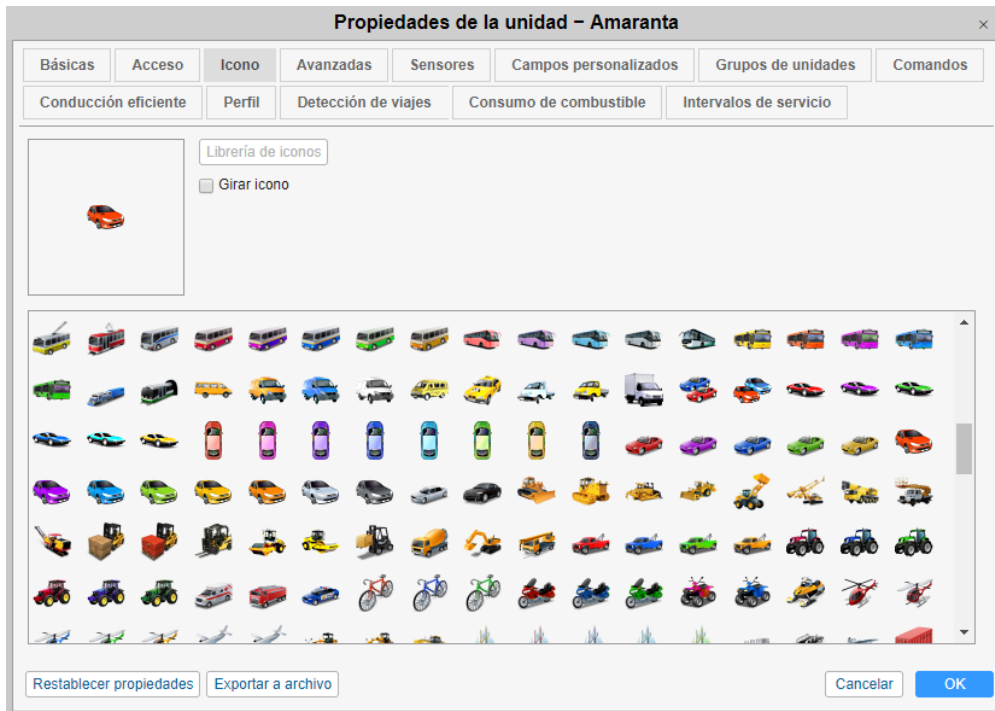 Propiedades de la unidad – Amaranta ×
Básicas Acceso Icono Avanzadas Sensores Campos personalizados Grupos de unidades Comandos
Conducción eficiente Perfil Detección de viajes Consumo de combustible Intervalos de servicio
Librería de iconos
Girar icono
Restablecer propiedades Exportar a archivo Cancelar OK